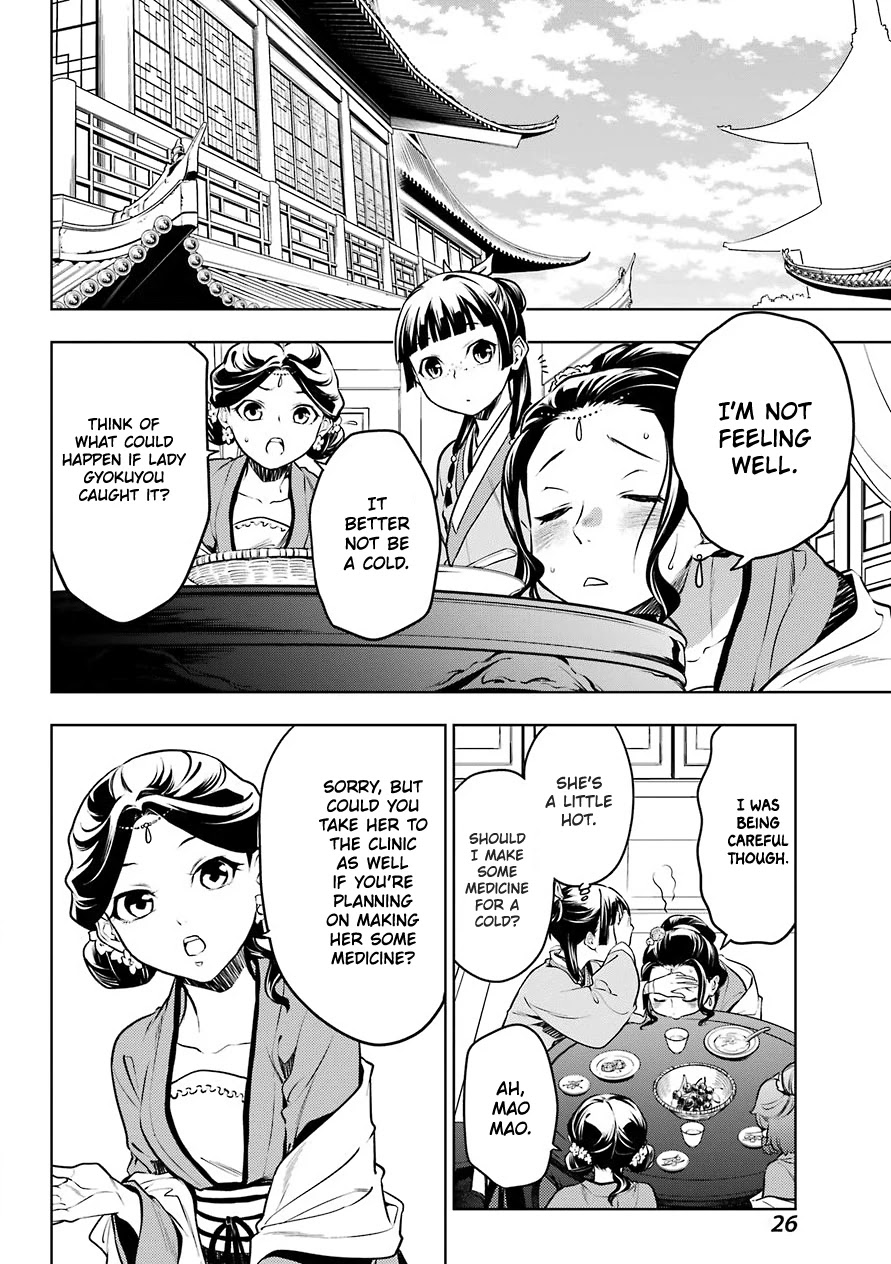 I'M NOT
FEELING
WELL.
IT
BETTER
NOT BE
A COLD.
THINK OF
WHAT COULD
HAPPEN IF LADY
GYOKUYOU
CAUGHT IT?
I WAS
BEING
CAREFUL
THOUGH.
SHE'S
A LITTLE
HOT.
SHOULD
I MAKE
SOME
MEDICINE
FOR A
COLD?
AH,
MAO
MAO.
SORRY, BUT
COULD YOU
TAKE HER TO
THE CLINIC
AS WELL
IF YOU'RE
PLANNING
ON MAKING
HER SOME
MEDICINE?
26